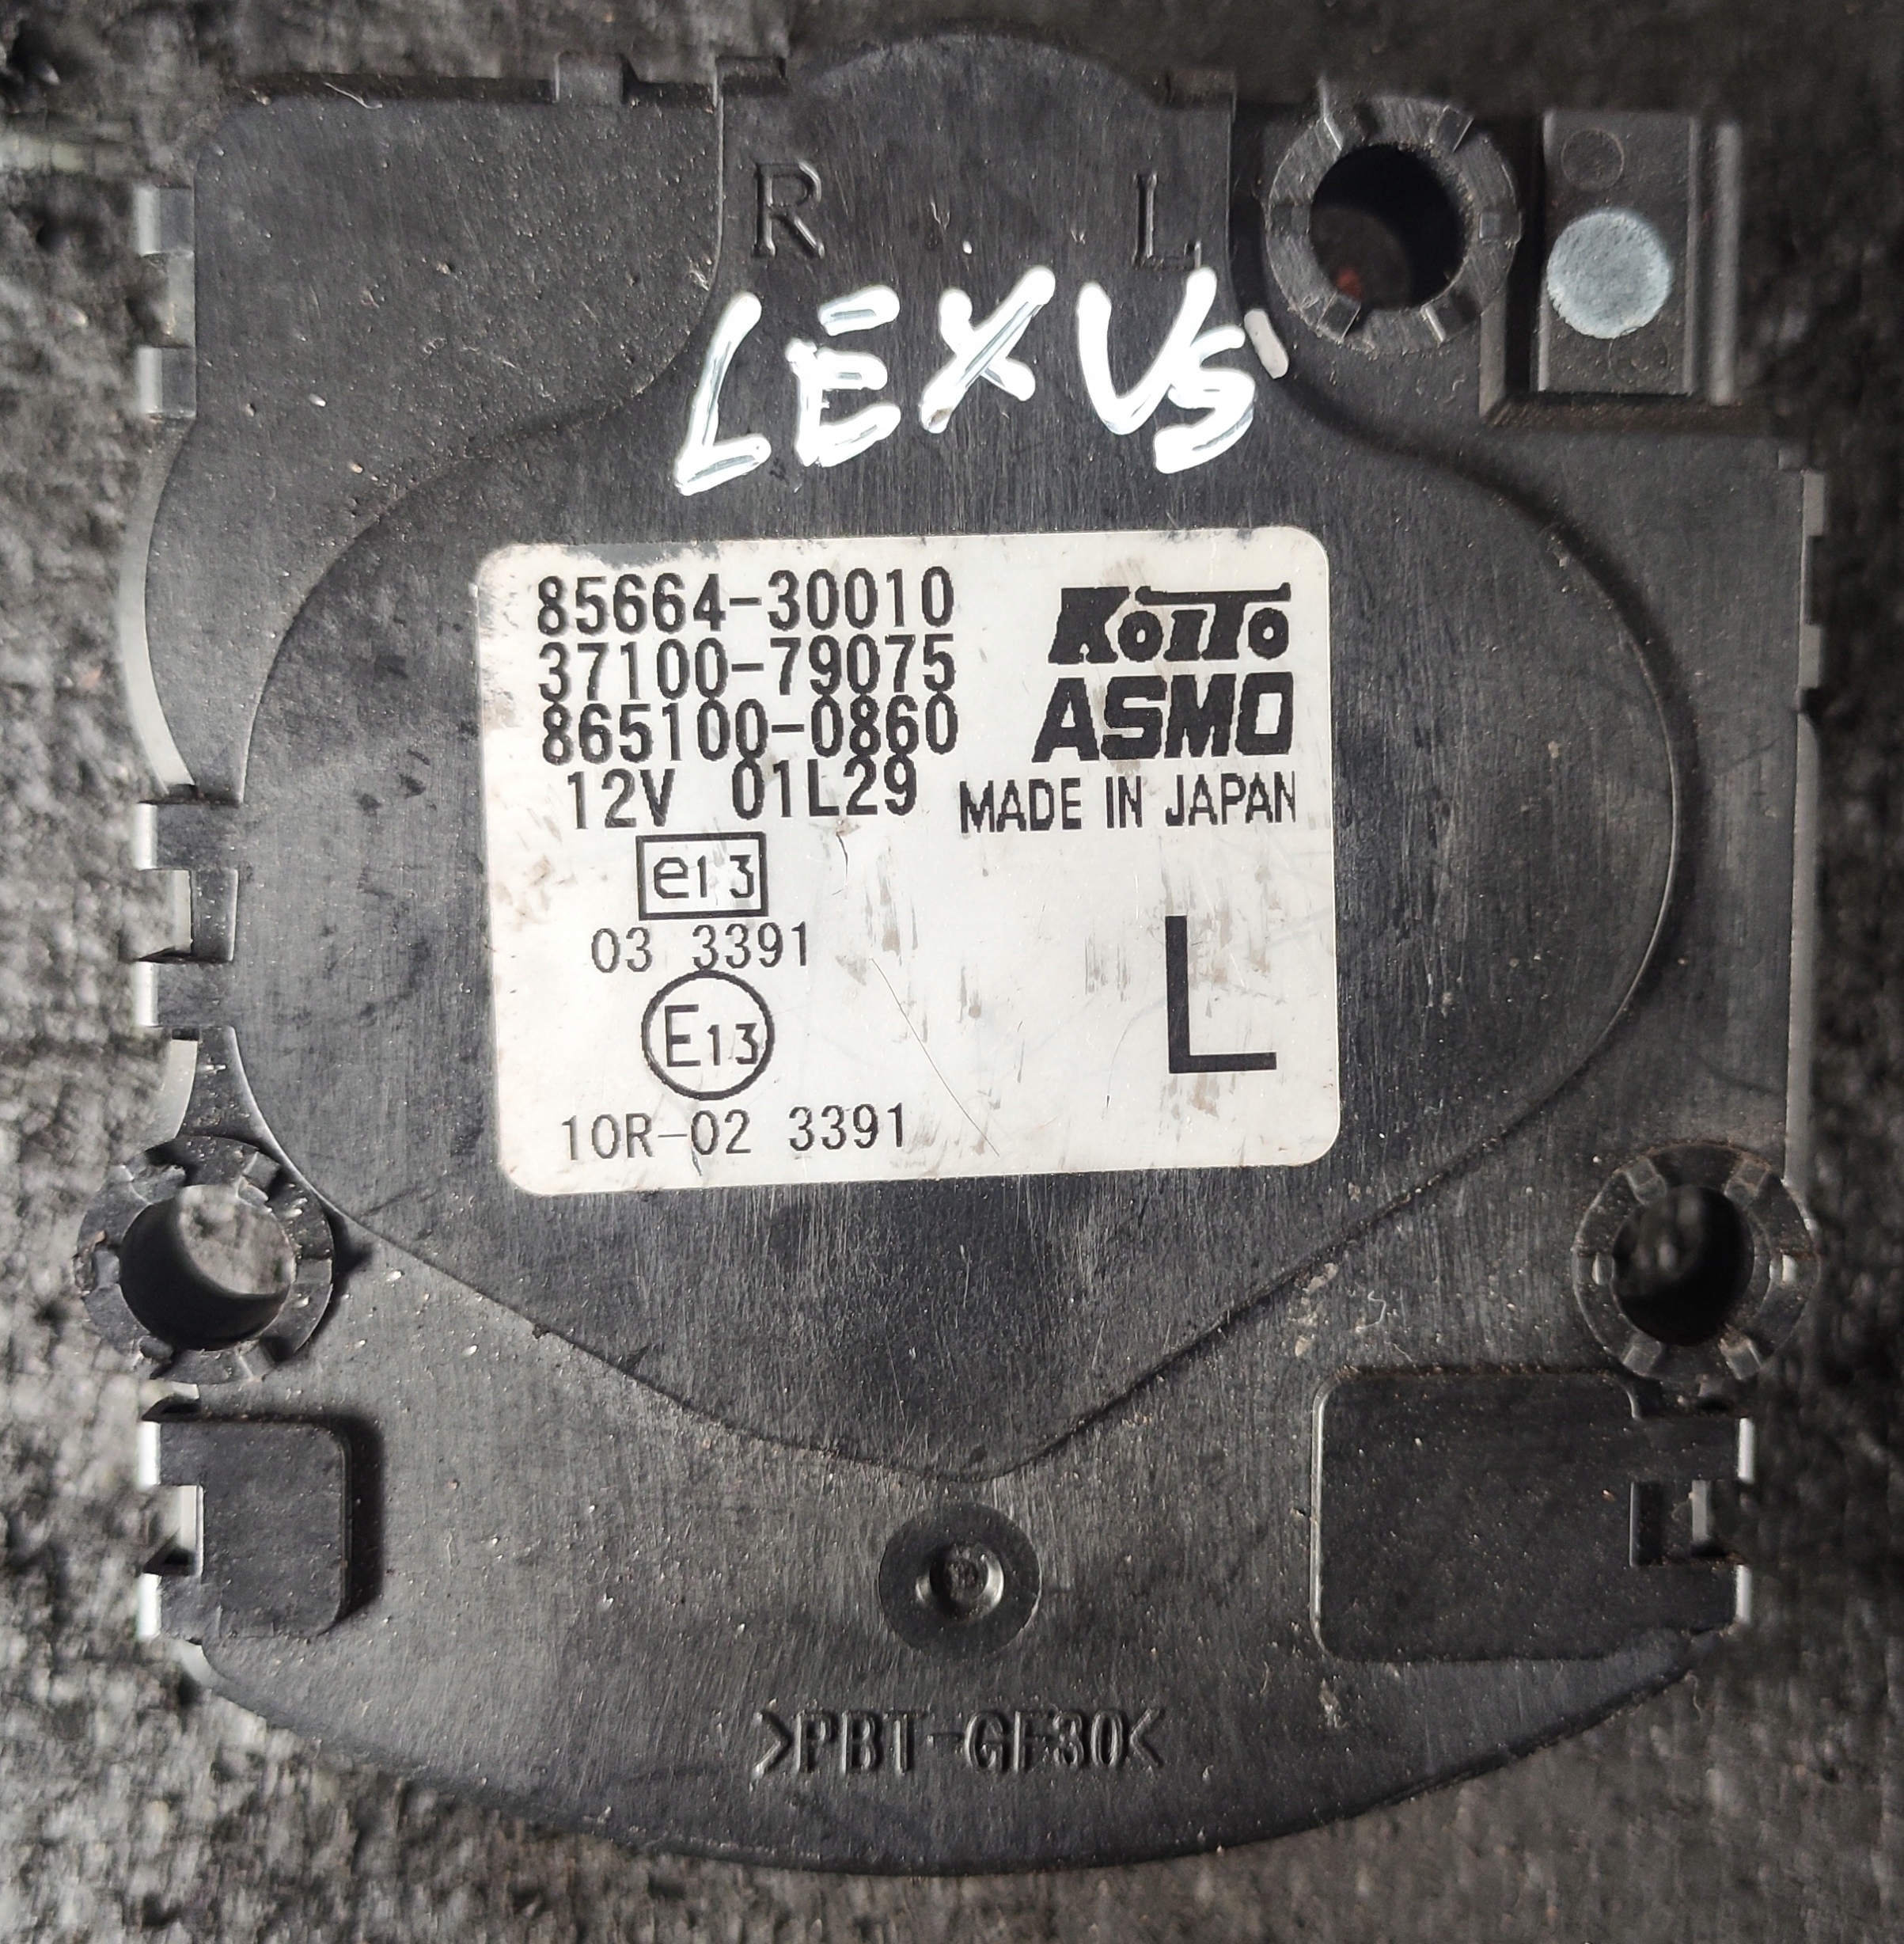 R L
LEXUS
85664-30010
37100-79075
865100-0860
12V 01L29
KOITO
ASMO
MADE IN JAPAN
e13
03 3391
E13
10R-02 3391
L
>PBT-GF30<